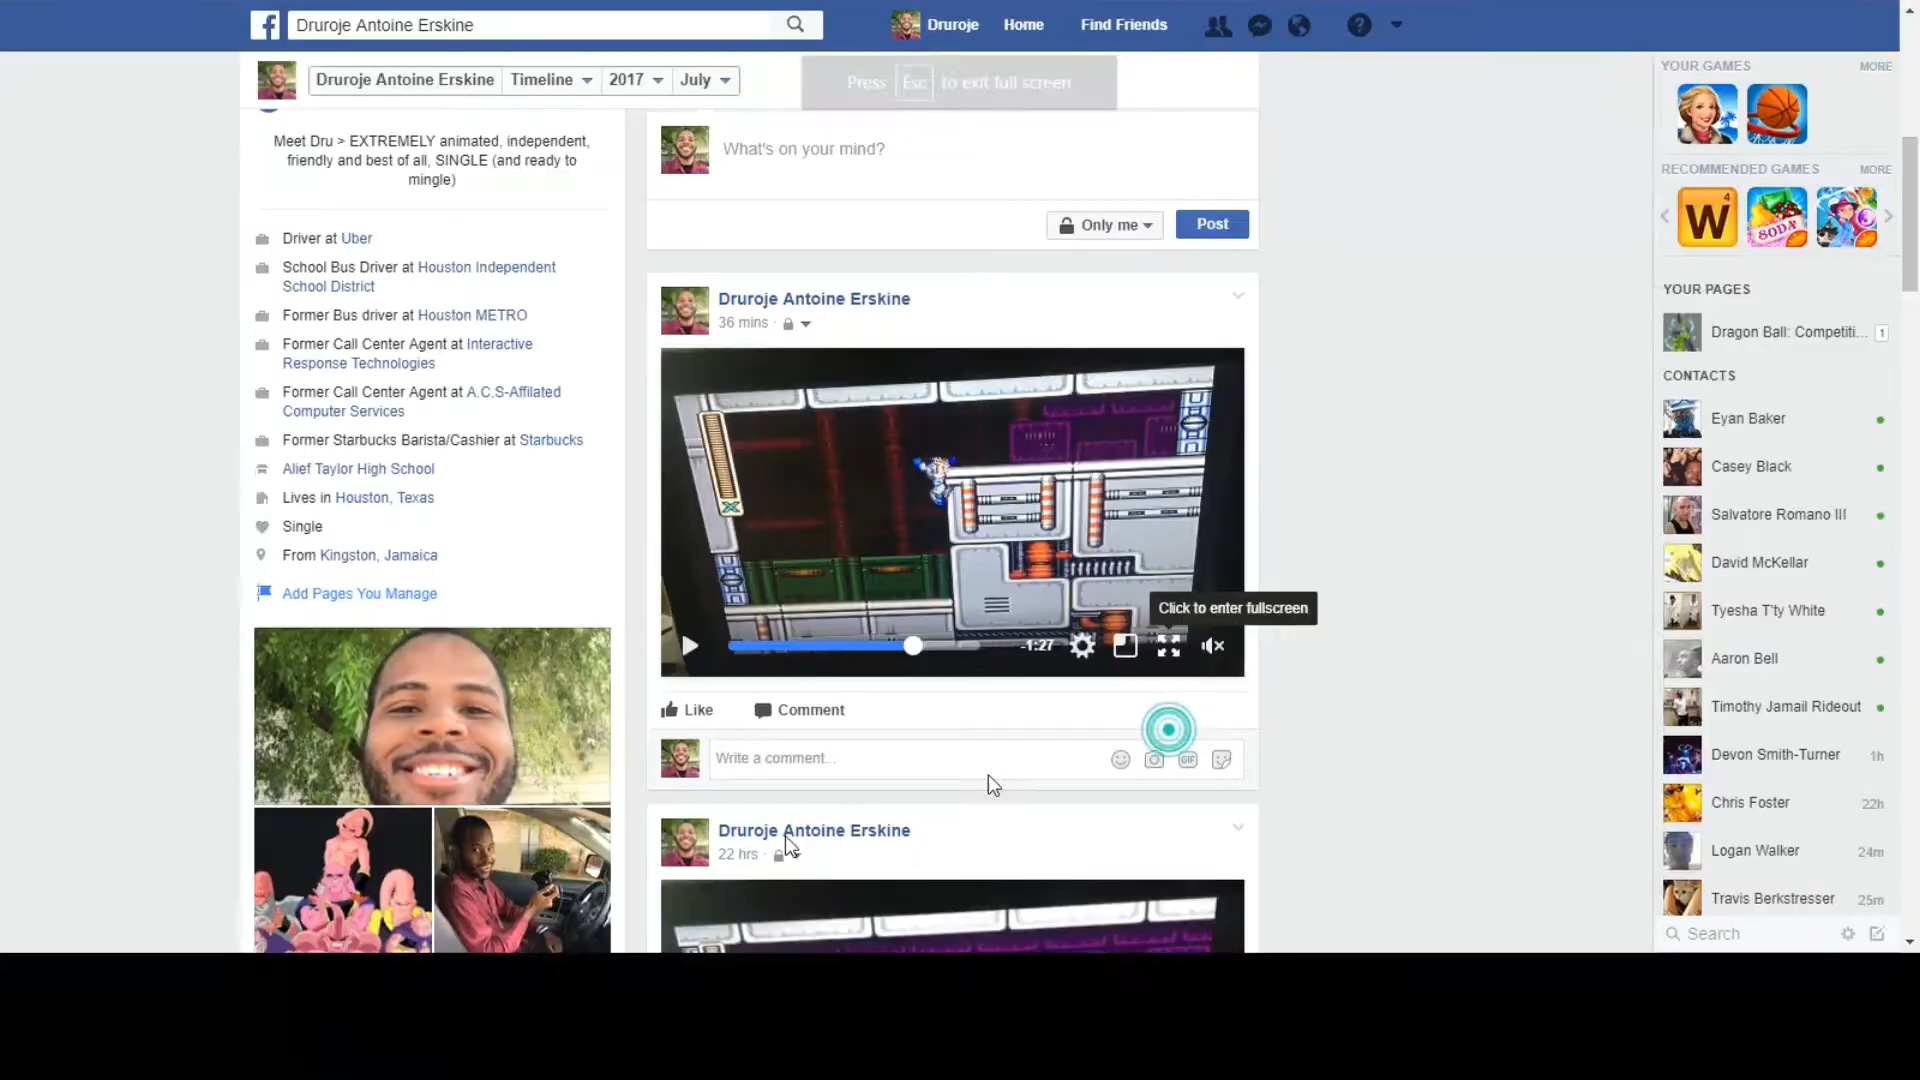 Druroje Antoine Erskine
Druroje
Home
Find Friends
Druroje Antoine Erskine
Timeline
2017
July
Press Esc to exit full screen
Meet Dru > EXTREMELY animated, independent,
friendly and best of all, SINGLE (and ready to
mingle)
Driver at Uber
School Bus Driver at Houston Independent
School District
Former Bus driver at Houston METRO
Former Call Center Agent at Interactive
Response Technologies
Former Call Center Agent at A.C.S-Affilated
Computer Services
Former Starbucks Barista/Cashier at Starbucks
Alief Taylor High School
Lives in Houston, Texas
Single
From Kingston, Jamaica
Add Pages You Manage
What's on your mind?
Only me
Post
Druroje Antoine Erskine
36 mins ·
X
Click to enter fullscreen
-1:27
Like
Comment
Write a comment...
GIF
Druroje Antoine Erskine
22 hrs ·
YOUR GAMES
MORE
RECOMMENDED GAMES
MORE
W 4
SODA
3
YOUR PAGES
Dragon Ball: Competiti... 1
CONTACTS
Eyan Baker
Casey Black
Salvatore Romano III
David McKellar
Tyesha T'ty White
Aaron Bell
Timothy Jamail Rideout
Devon Smith-Turner 1h
Chris Foster 22h
Logan Walker 24m
Travis Berkstresser 25m
Search